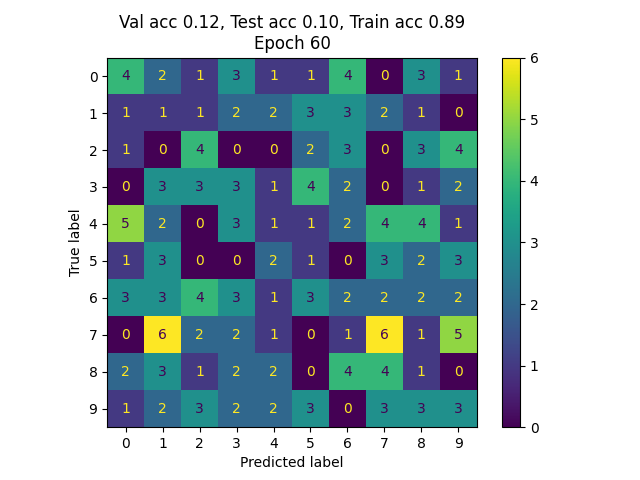 Val acc 0.12, Test acc 0.10, Train acc 0.89
Epoch 60
0 4 2 1 3 1 1 4 0 3 1
1 1 1 1 2 2 3 3 2 1 0
2 1 0 4 0 0 2 3 0 3 4
3 0 3 3 3 1 4 2 0 1 2
4 5 2 0 3 1 1 2 4 4 1
5 1 3 0 0 2 1 0 3 2 3
6 3 3 4 3 1 3 2 2 2 2
7 0 6 2 2 1 0 1 6 1 5
8 2 3 1 2 2 0 4 4 1 0
9 1 2 3 2 2 3 0 3 3 3
0 1 2 3 4 5 6 7 8 9
Predicted label
True label
6
5
4
3
2
1
0